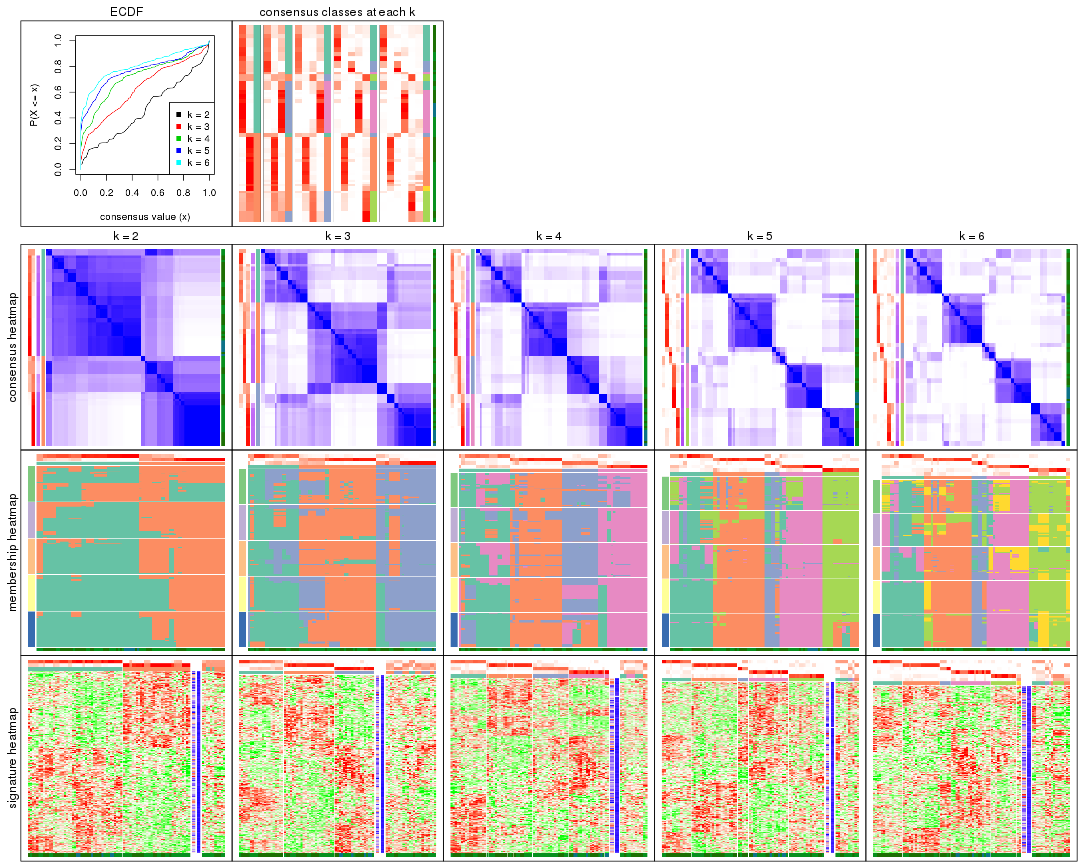 ECDF
consensus classes at each k
P(X <= x)
0.0 0.2 0.4 0.6 0.8 1.0
k = 2
k = 3
k = 4
k = 5
k = 6
0.0 0.2 0.4 0.6 0.8 1.0
consensus value (x)
k = 2
k = 3
k = 4
k = 5
k = 6
consensus heatmap
membership heatmap
signature heatmap